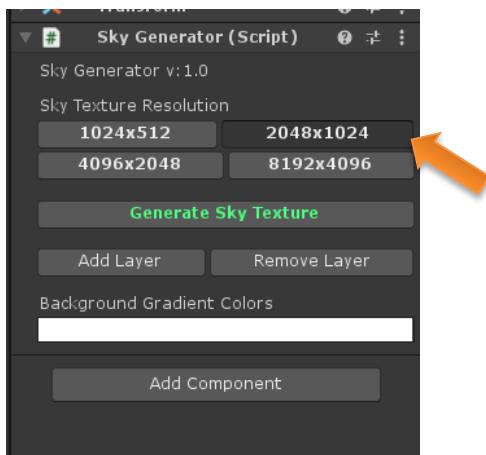 Transform
# Sky Generator (Script)
Sky Generator v: 1.0
Sky Texture Resolution
1024x512 2048x1024
4096x2048 8192x4096
Generate Sky Texture
Add Layer Remove Layer
Background Gradient Colors
Add Component